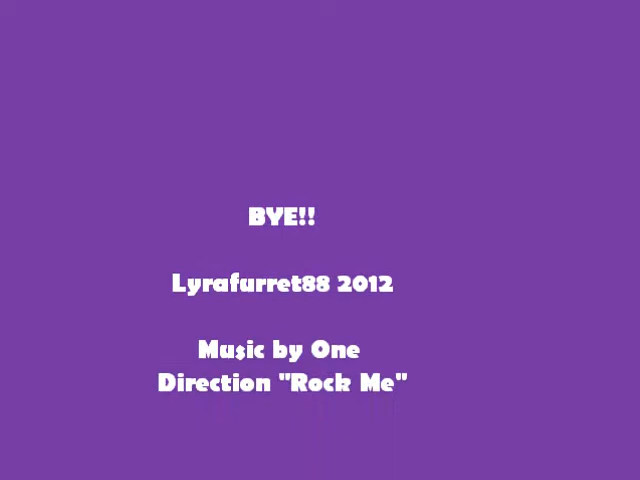 BYE!!
Lyrafurret88 2012
Music by One
Direction "Rock Me"